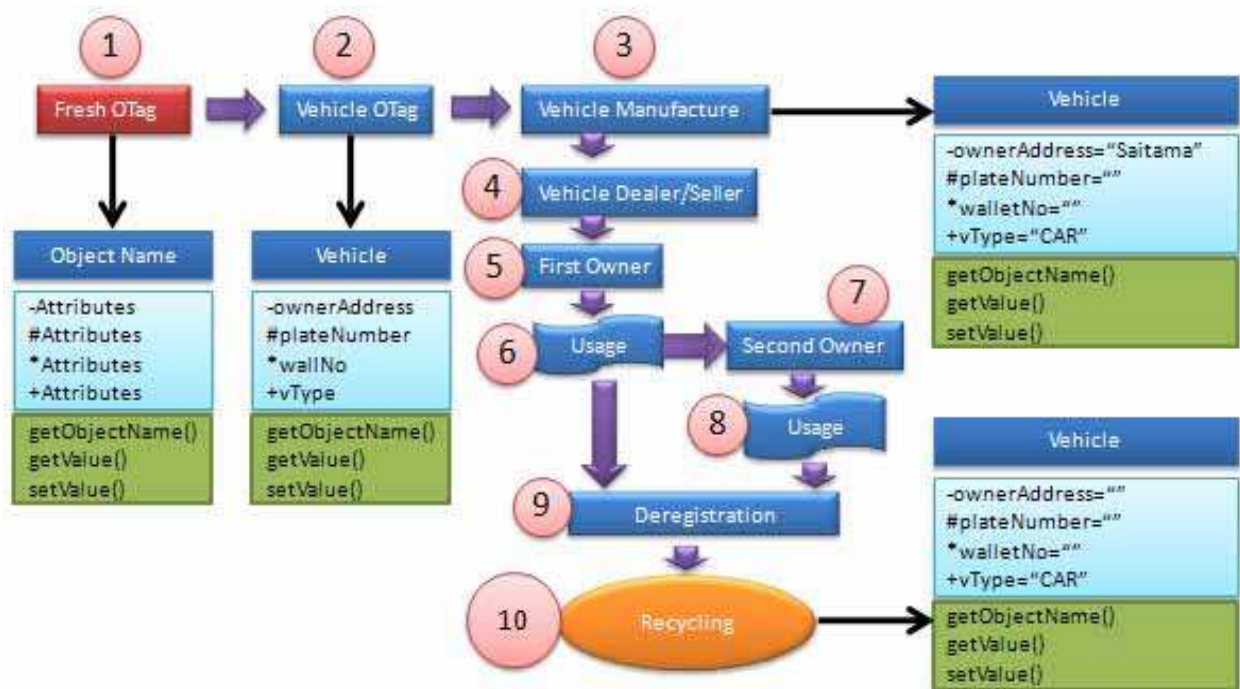 1
Fresh OTag
2
Vehicle OTag
3
Vehicle Manufacture
Vehicle
-ownerAddress="Saitama"
#plateNumber=""
*walletNo=""
+vType="CAR"
getObjectName()
getValue()
setValue()
Object Name
-Attributes
#Attributes
*Attributes
+Attributes
getObjectName()
getValue()
setValue()
Vehicle
-ownerAddress
#plateNumber
*wallNo
+vType
getObjectName()
getValue()
setValue()
4
Vehicle Dealer/Seller
5
First Owner
6
Usage
7
Second Owner
8
Usage
9
Deregistration
10
Recycling
Vehicle
-ownerAddress=""
#plateNumber=""
*walletNo=""
+vType="CAR"
getObjectName()
getValue()
setValue()